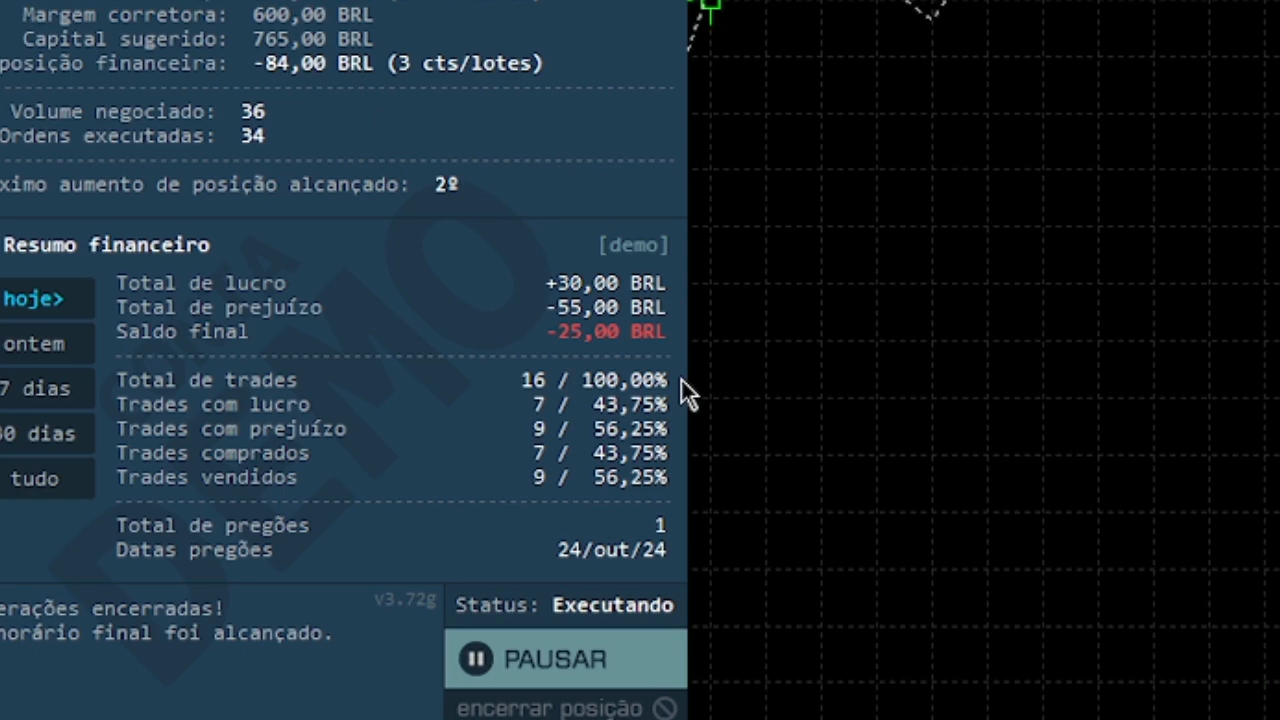 Margem corretora: 600,00 BRL
Capital sugerido: 765,00 BRL
posição financeira: -84,00 BRL (3 cts/lotes)
Volume negociado: 36
Ordens executadas: 34
ximo aumento de posição alcançado: 2º
Resumo financeiro [demo]
hoje>
ontem
7 dias
30 dias
tudo
Total de lucro +30,00 BRL
Total de prejuízo -55,00 BRL
Saldo final -25,00 BRL
Total de trades 16 / 100,00%
Trades com lucro 7 / 43,75%
Trades com prejuízo 9 / 56,25%
Trades comprados 7 / 43,75%
Trades vendidos 9 / 56,25%
Total de pregões 1
Datas pregões 24/out/24
erações encerradas!
horário final foi alcançado.
v3.72g
Status: Executando
PAUSAR
encerrar posição
DEMO